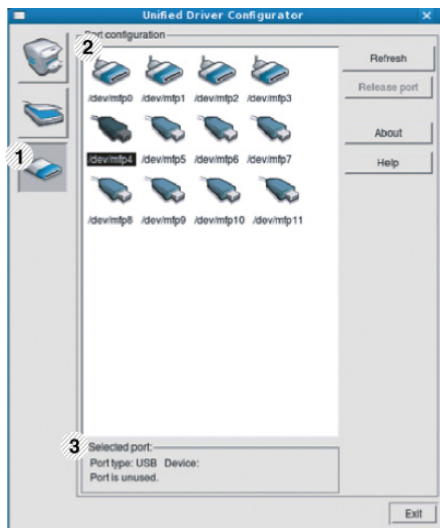 Unified Driver Configurator
2
Port configuration
Refresh
Release port
About
Help
/dev/mfp0 /dev/mfp1 /dev/mfp2 /dev/mfp3
1
/dev/mfp4 /dev/mfp5 /dev/mfp6 /dev/mfp7
/dev/mfp8 /dev/mfp9 /dev/mfp10 /dev/mfp11
3
Selected port:
Port type: USB Device:
Port is unused.
Exit